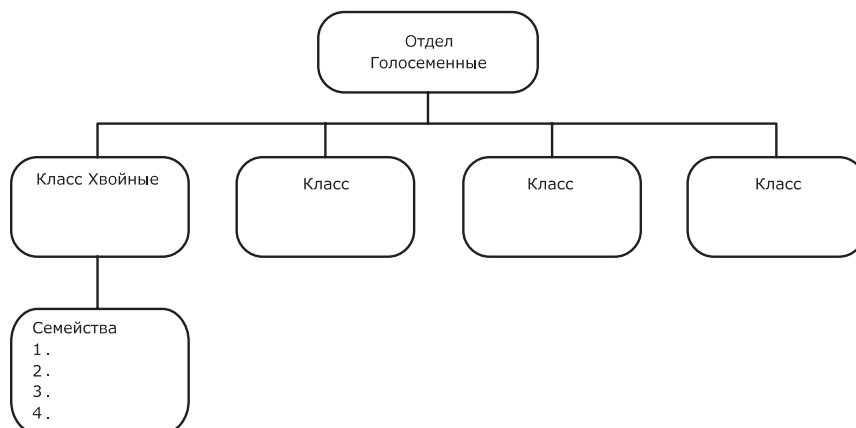 Отдел
Голосеменные
Класс Хвойные
Класс
Класс
Класс
Семейства
1.
2.
3.
4.